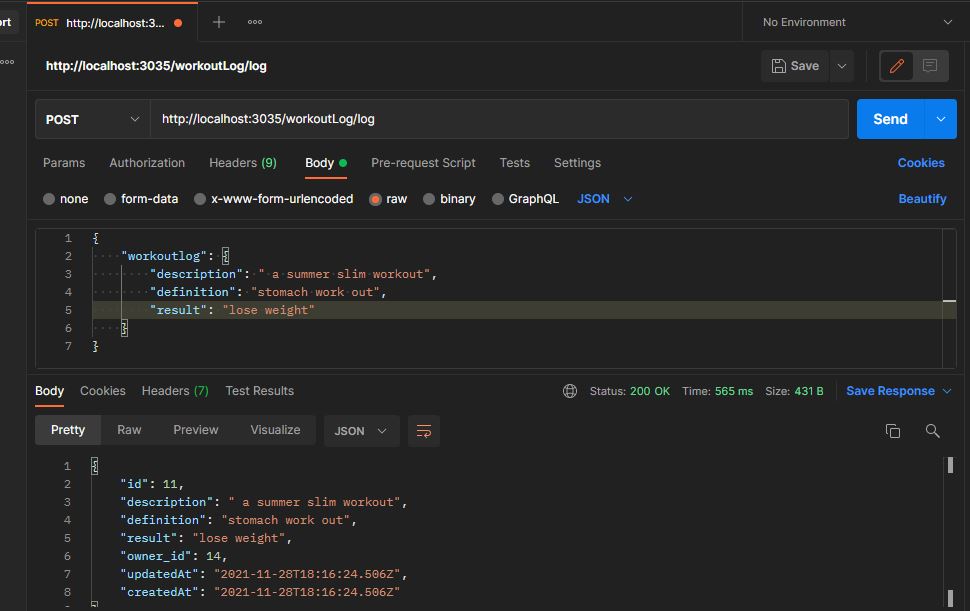 ort POST http://localhost:3... + ooo No Environment
ooo http://localhost:3035/workoutLog/log Save
POST http://localhost:3035/workoutLog/log Send
Params Authorization Headers (9) Body Pre-request Script Tests Settings Cookies
none form-data x-www-form-urlencoded raw binary GraphQL JSON Beautify
1 {
2 "workoutlog": {
3 "description": " a summer slim workout",
4 "definition": "stomach work out",
5 "result": "lose weight"
6 }
7 }
Body Cookies Headers (7) Test Results Status: 200 OK Time: 565 ms Size: 431 B Save Response
Pretty Raw Preview Visualize JSON
1 {
2 "id": 11,
3 "description": " a summer slim workout",
4 "definition": "stomach work out",
5 "result": "lose weight",
6 "owner_id": 14,
7 "updatedAt": "2021-11-28T18:16:24.506Z",
8 "createdAt": "2021-11-28T18:16:24.506Z"